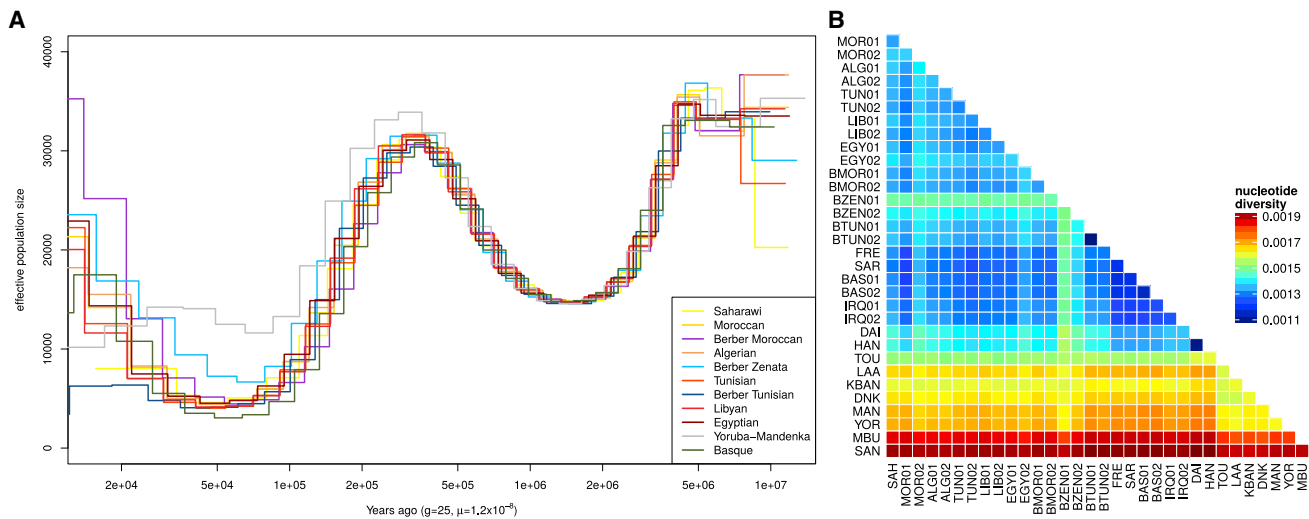 A
B
effective population size
40000
30000
20000
10000
0
2e+04 5e+04 1e+05 2e+05 5e+05 1e+06 2e+06 5e+06 1e+07
Years ago (g=25, μ=1.2x10⁻⁸)
Saharawi
Moroccan
Berber Moroccan
Algerian
Berber Zenata
Tunisian
Berber Tunisian
Libyan
Egyptian
Yoruba−Mandenka
Basque
MOR01
MOR02
ALG01
ALG02
TUN01
TUN02
LIB01
LIB02
EGY01
EGY02
BMOR01
BMOR02
BZEN01
BZEN02
BTUN01
BTUN02
FRE
SAR
BAS01
BAS02
IRQ01
IRQ02
DAI
HAN
TOU
LAA
KBAN
DNK
MAN
YOR
MBU
SAN
SAH
MOR01
MOR02
ALG01
ALG02
TUN01
TUN02
LIB01
LIB02
EGY01
EGY02
BMOR01
BMOR02
BZEN01
BZEN02
BTUN01
BTUN02
FRE
SAR
BAS01
BAS02
IRQ01
IRQ02
DAI
HAN
TOU
LAA
KBAN
DNK
MAN
YOR
MBU
nucleotide
diversity
0.0019
0.0017
0.0015
0.0013
0.0011